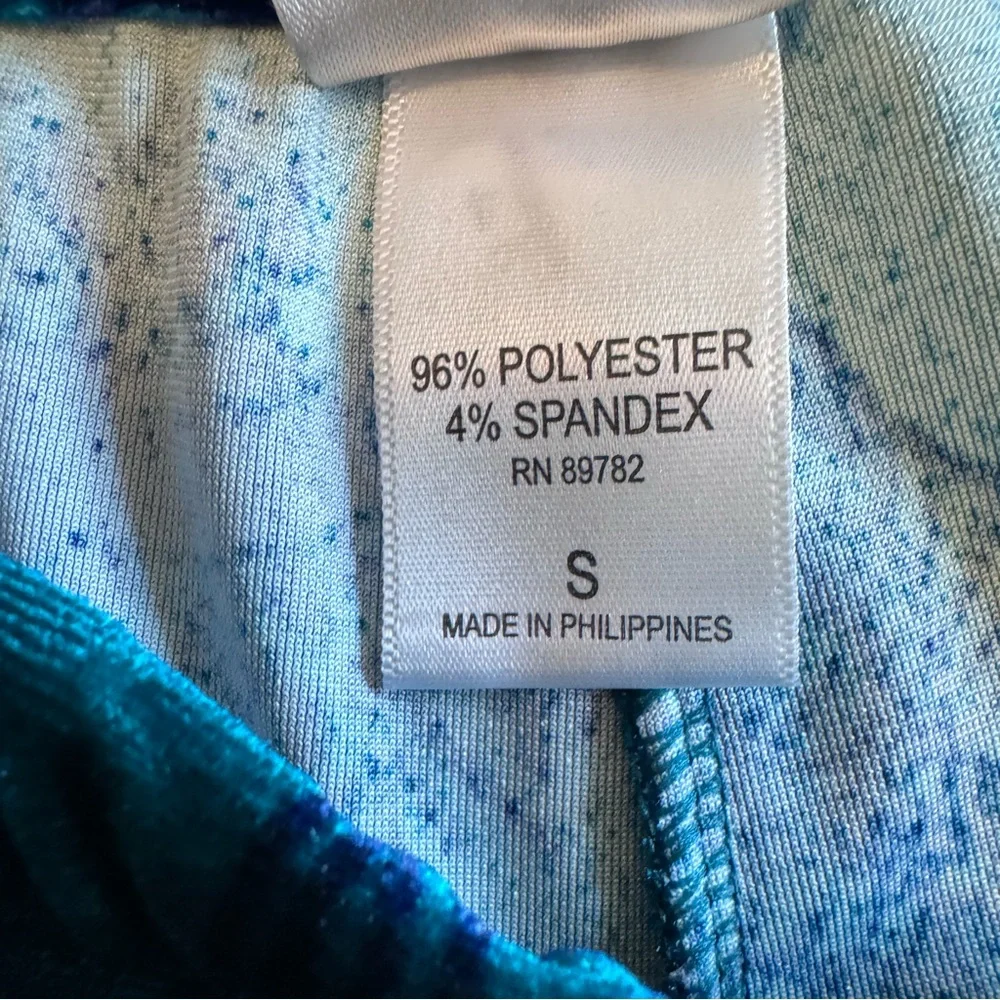 96% POLYESTER
4% SPANDEX
RN 89782
S
MADE IN PHILIPPINES